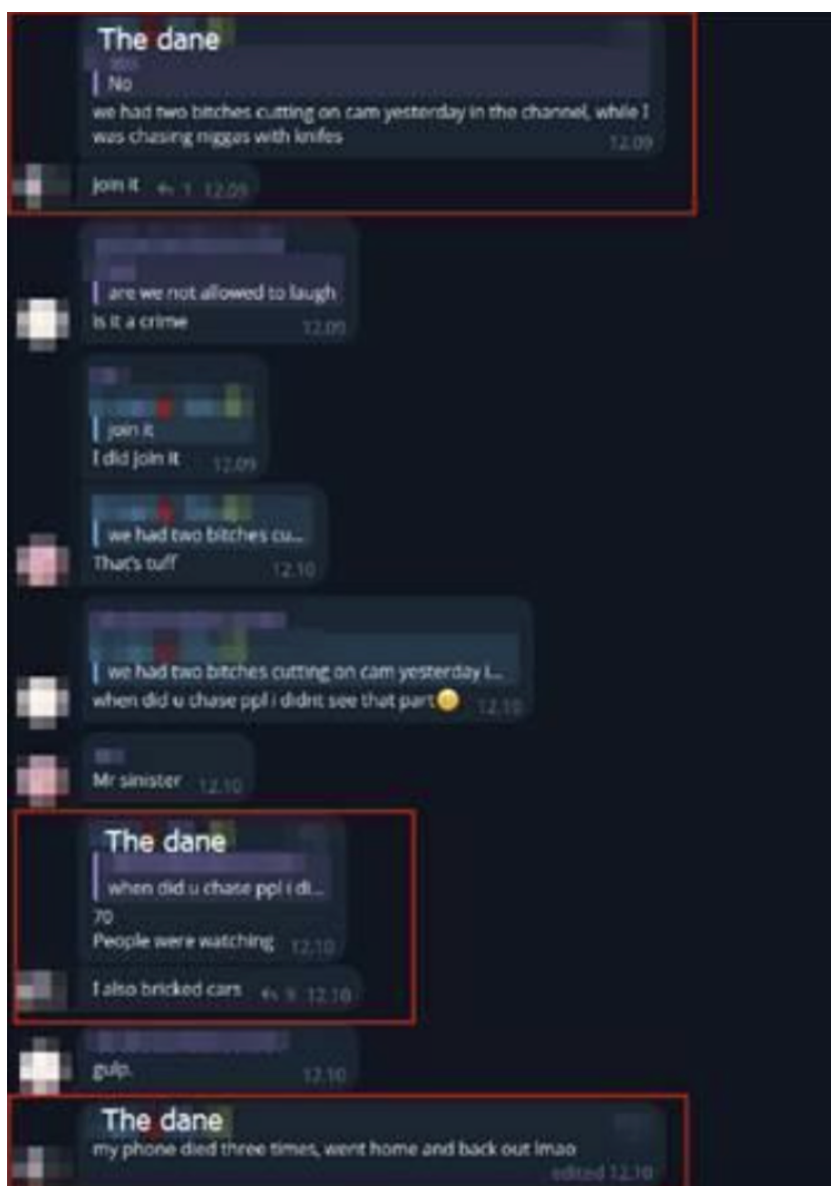 The dane
No
we had two bitches cutting on cam yesterday in the channel, while I
was chasing niggas with knifes
12.09
join it 1 12.09
are we not allowed to laugh
Is it a crime 12.09
join it
I did join it 12.09
we had two bitches cu...
That's tuff 12.10
we had two bitches cutting on cam yesterday i...
when did u chase ppl i didnt see that part 12.10
Mr sinister 12.10
The dane
when did u chase ppl i di...
70
People were watching 12.10
I also bricked cars 9 12.10
gulp. 12.10
The dane
my phone died three times, went home and back out lmao
edited 12.10